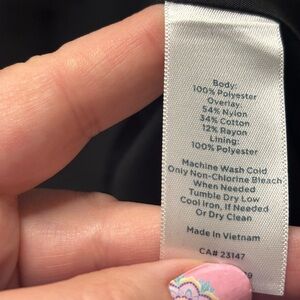 Body:
100% Polyester
Overlay:
54% Nylon
34% Cotton
12% Rayon
Lining:
100% Polyester
Machine Wash Cold
Only Non-Chlorine Bleach
When Needed
Tumble Dry Low
Cool Iron, If Needed
Or Dry Clean
Made In Vietnam
CA# 23147